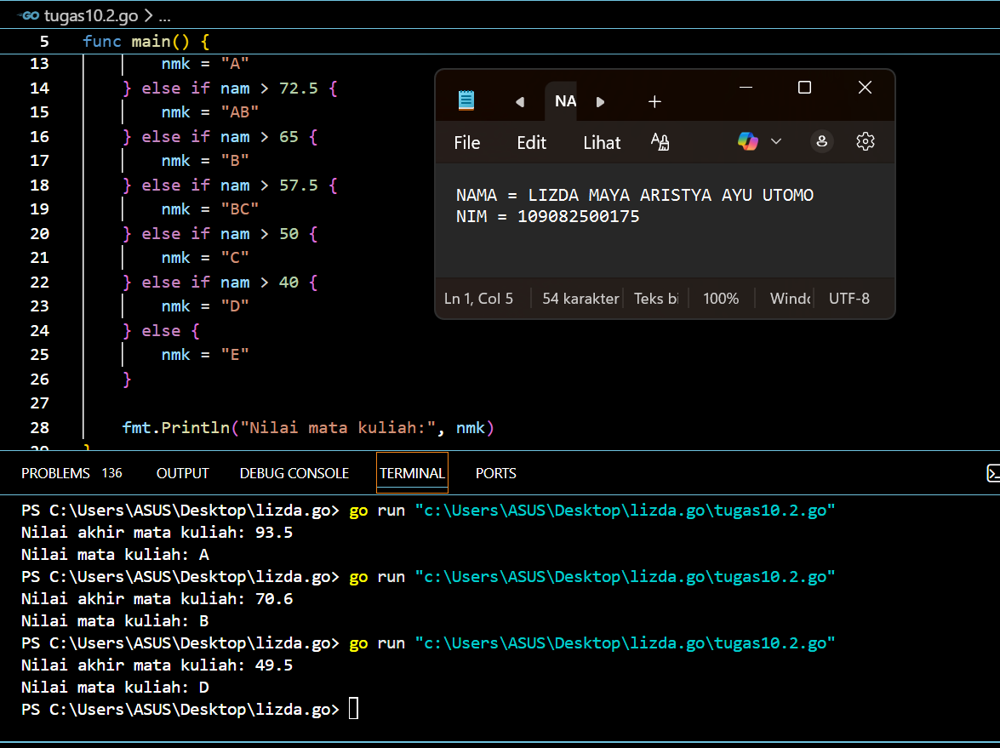 GO tugas10.2.go > ...
5 func main() {
13 nmk = "A"
14 } else if nam > 72.5 {
15 nmk = "AB"
16 } else if nam > 65 {
17 nmk = "B"
18 } else if nam > 57.5 {
19 nmk = "BC"
20 } else if nam > 50 {
21 nmk = "C"
22 } else if nam > 40 {
23 nmk = "D"
24 } else {
25 nmk = "E"
26 }
27
28 fmt.Println("Nilai mata kuliah:", nmk)
29 }
NA
File Edit Lihat
NAMA = LIZDA MAYA ARISTYA AYU UTOMO
NIM = 109082500175
Ln 1, Col 5 54 karakter Teks bi 100% Windo UTF-8
PROBLEMS 136 OUTPUT DEBUG CONSOLE TERMINAL PORTS
PS C:\Users\ASUS\Desktop\lizda.go> go run "c:\Users\ASUS\Desktop\lizda.go\tugas10.2.go"
Nilai akhir mata kuliah: 93.5
Nilai mata kuliah: A
PS C:\Users\ASUS\Desktop\lizda.go> go run "c:\Users\ASUS\Desktop\lizda.go\tugas10.2.go"
Nilai akhir mata kuliah: 70.6
Nilai mata kuliah: B
PS C:\Users\ASUS\Desktop\lizda.go> go run "c:\Users\ASUS\Desktop\lizda.go\tugas10.2.go"
Nilai akhir mata kuliah: 49.5
Nilai mata kuliah: D
PS C:\Users\ASUS\Desktop\lizda.go>